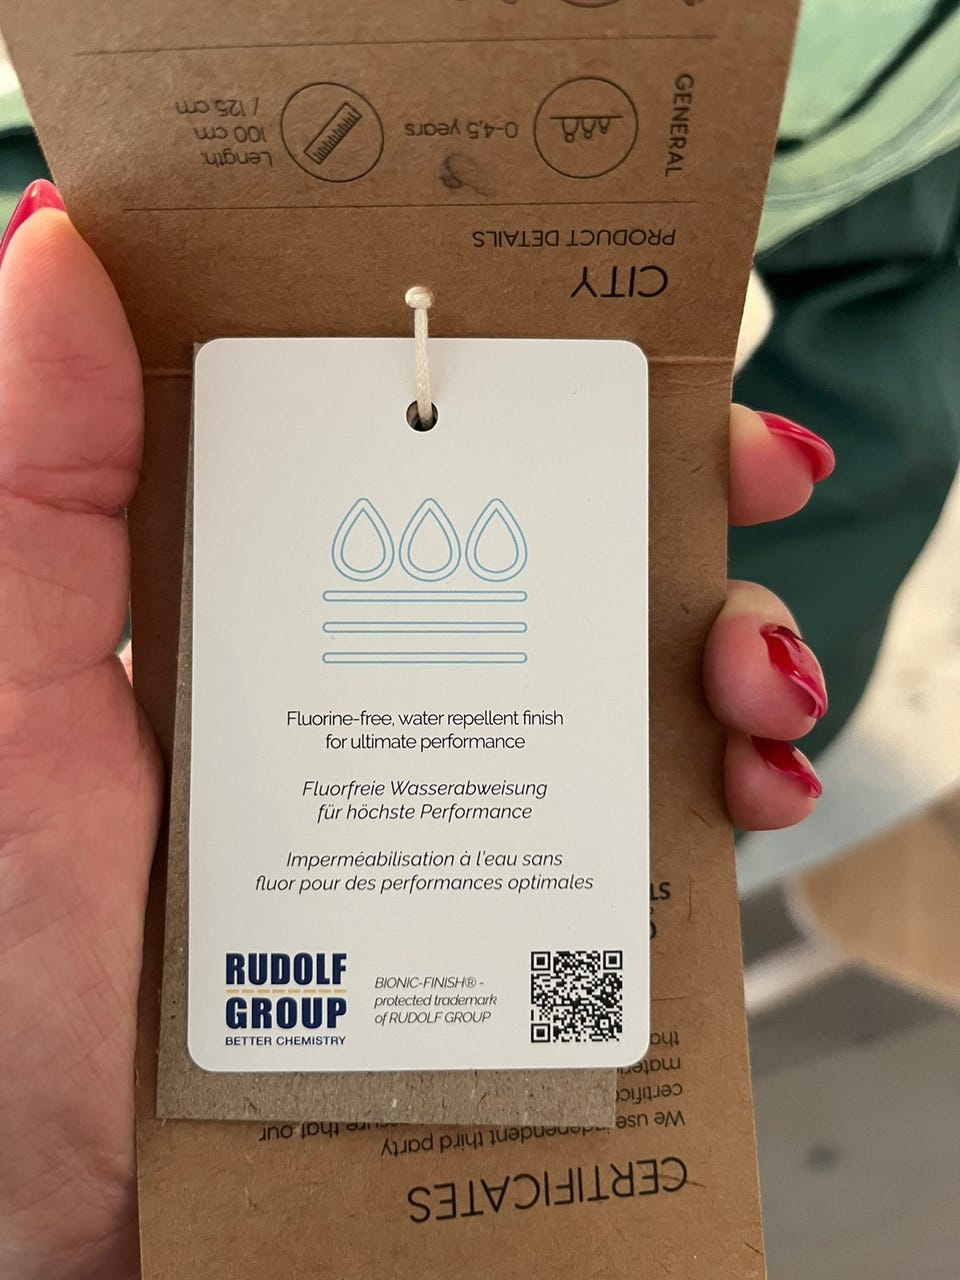 GENERAL
0-4,5 years
Length:
100 cm
/ 125 cm
PRODUCT DETAILS
CITY
Fluorine-free, water repellent finish
for ultimate performance
Fluorfreie Wasserabweisung
für höchste Performance
Imperméabilisation à l'eau sans
fluor pour des performances optimales
RUDOLF
GROUP
BETTER CHEMISTRY
BIONIC-FINISH® -
protected trademark
of RUDOLF GROUP
CERTIFICATES
We use independent third party
that our